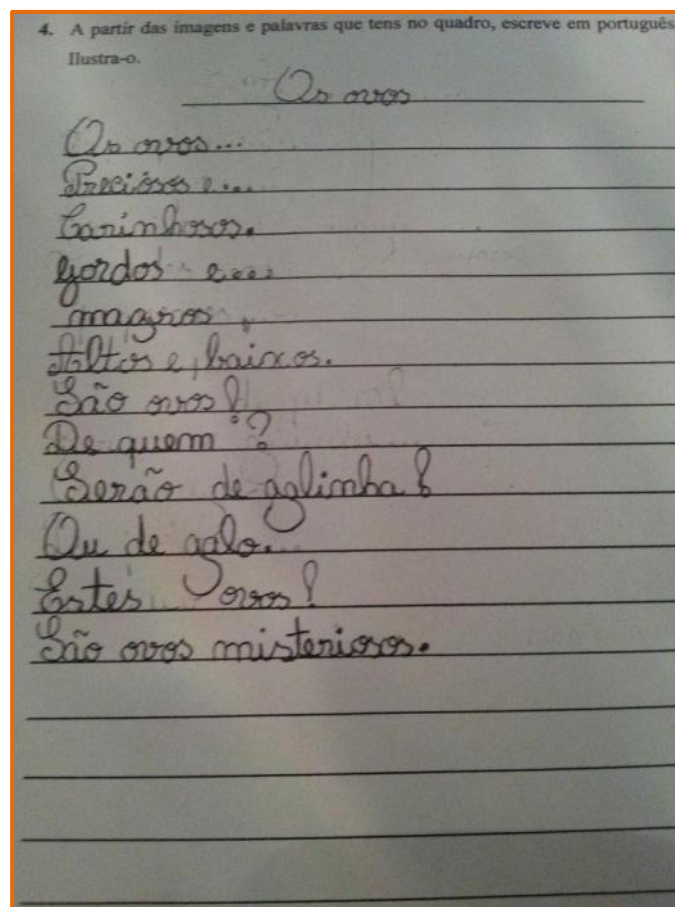 4. A partir das imagens e palavras que tens no quadro, escreve em português
Ilustra-o.
Os ovos
Os ovos...
Preciosos e...
Carinhosos.
Gordos e...
magros,
Altos e, baixos.
São ovos!
De quem?
Serão de aglimha!
Ou de galo.
Estes ovos!
São ovos misteriosos.